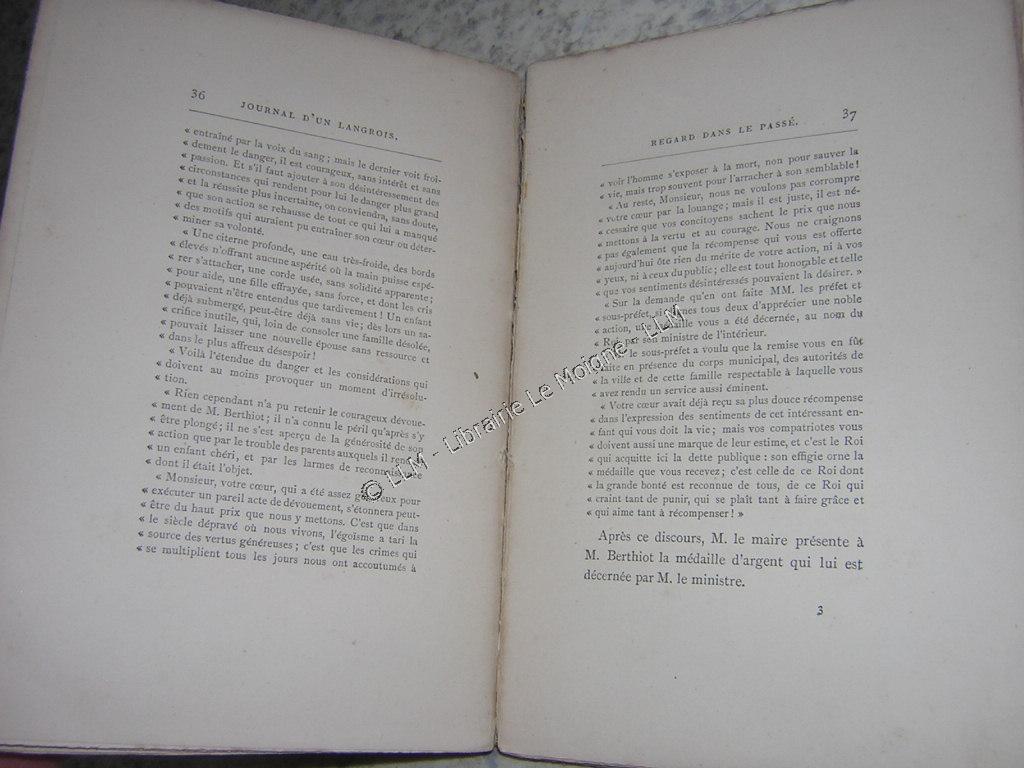 36 JOURNAL D'UN LANGROIS.
« entraîné par la voix du sang ; mais le dernier voit froi-
« dement le danger, il est courageux, sans intérêt et sans
« passion. Et s'il faut ajouter à son désintéressement des
« circonstances qui rendent pour lui le danger plus grand
« et la réussite plus incertaine, on conviendra, sans doute,
« que son action se rehausse de tout ce qui lui a manqué
« des motifs qui auraient pu entraîner son cœur ou déter-
« miner sa volonté.
« Une citerne profonde, une eau très-froide, des bords
« élevés n'offrant aucune aspérité où la main puisse espé-
« rer s'attacher, une corde usée, sans solidité apparente ;
« pour aide, une fille effrayée, sans force, et dont les cris
« pouvaient n'être entendus que tardivement ! Un enfant
« déjà submergé, peut-être déjà sans vie ; dès lors un sa-
« crifice inutile, qui, loin de consoler une famille désolée,
« pouvait laisser une nouvelle épouse sans ressource et
« dans le plus affreux désespoir !
« Voilà l'étendue du danger et les considérations qui
« doivent au moins provoquer un moment d'irrésolu-
« tion.
« Rien cependant n'a pu retenir le courageux dévoue-
« ment de M. Berthiot ; il n'a connu le péril qu'après s'y
« être plongé ; il ne s'est aperçu de la générosité de son
« action que par le trouble des parents auxquels il
« un enfant chéri, et par les larmes de
« dont il était l'objet.
« Monsieur, votre cœur, qui a été assez généreux pour
« exécuter un pareil acte de dévouement, s'étonnera peut-
« être du haut prix que nous y mettons. C'est que dans
« le siècle dépravé où nous vivons, l'égoïsme a tari la
« source des vertus généreuses ; c'est que les crimes qui
« se multiplient tous les jours nous ont accoutumés à
REGARD DANS LE PASSÉ. 37
« voir l'homme s'exposer à la mort, non pour sauver la
« vie, mais trop souvent pour l'arracher à son semblable !
« Au reste, Monsieur, nous ne voulons pas corrompre
« votre cœur par la louange ; mais il est juste, il est né-
« cessaire que vos concitoyens sachent le prix que nous
« mettons à la vertu et au courage. Nous ne craignons
« pas également que la récompense qui vous est offerte
« aujourd'hui ôte rien du mérite de votre action, ni à vos
« yeux, ni à ceux du public ; elle est tout honorable et telle
« que vos sentiments désintéressés pouvaient la désirer. »
« Sur la demande qu'en ont faite MM. les préfet et
« sous-préfet, si dignes tous deux d'apprécier une noble
« action, une médaille vous a été décernée, au nom du
« Roi, par son ministre de l'intérieur.
le sous-préfet a voulu que la remise vous en fût
« faite en présence du corps municipal, des autorités de
« la ville et de cette famille respectable à laquelle vous
« avez rendu un service aussi éminent.
« Votre cœur avait déjà reçu sa plus douce récompense
« dans l'expression des sentiments de cet intéressant en-
« fant qui vous doit la vie ; mais vos compatriotes vous
« doivent aussi une marque de leur estime, et c'est le Roi
« qui acquitte ici la dette publique : son effigie orne la
« médaille que vous recevez ; c'est celle de ce Roi dont
« la grande bonté est reconnue de tous, de ce Roi qui
« craint tant de punir, qui se plaît tant à faire grâce et
« qui aime tant à récompenser ! »
Après ce discours, M. le maire présente à
M. Berthiot la médaille d'argent qui lui est
décernée par M. le ministre.
3
© LLM - Librairie Le Moigne - LLM